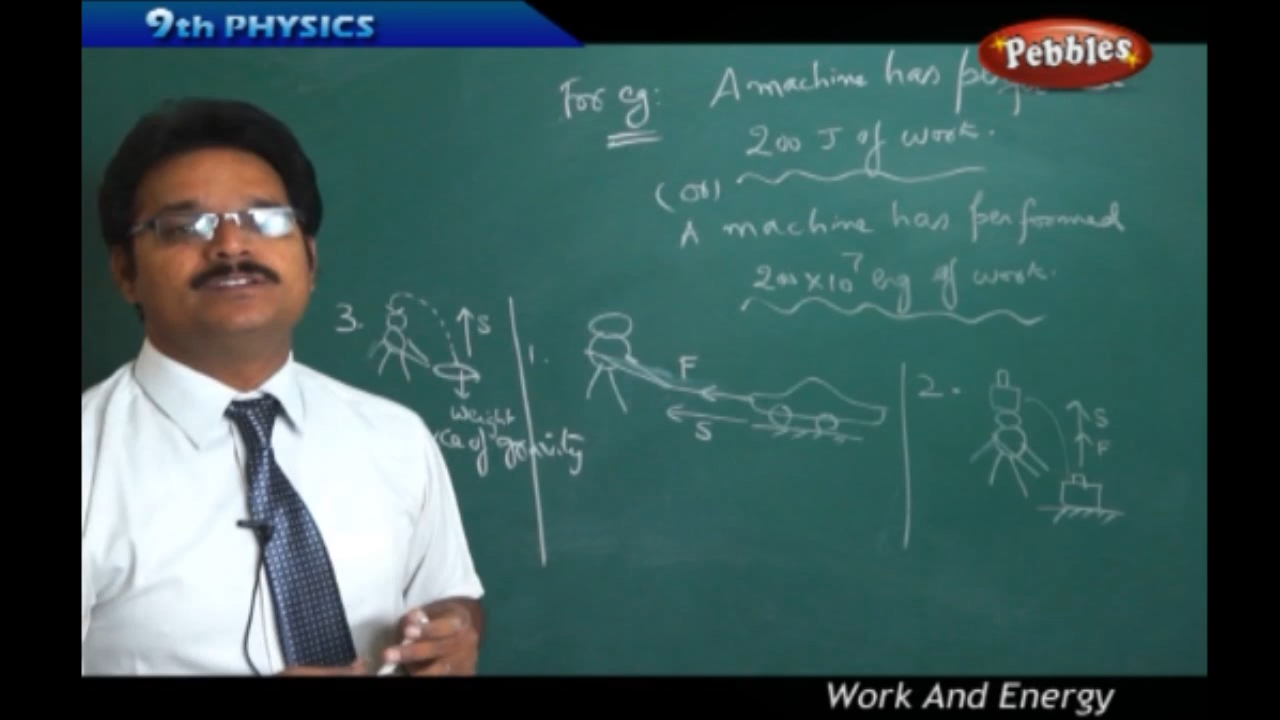 9th PHYSICS
Pebbles
For eg: A machine has
200 J of work.
(or)
A machine has performed
200 x 10⁷ erg of work.
3.
S
Weight
of gravity
1.
F
S
2.
S
F
Work And Energy